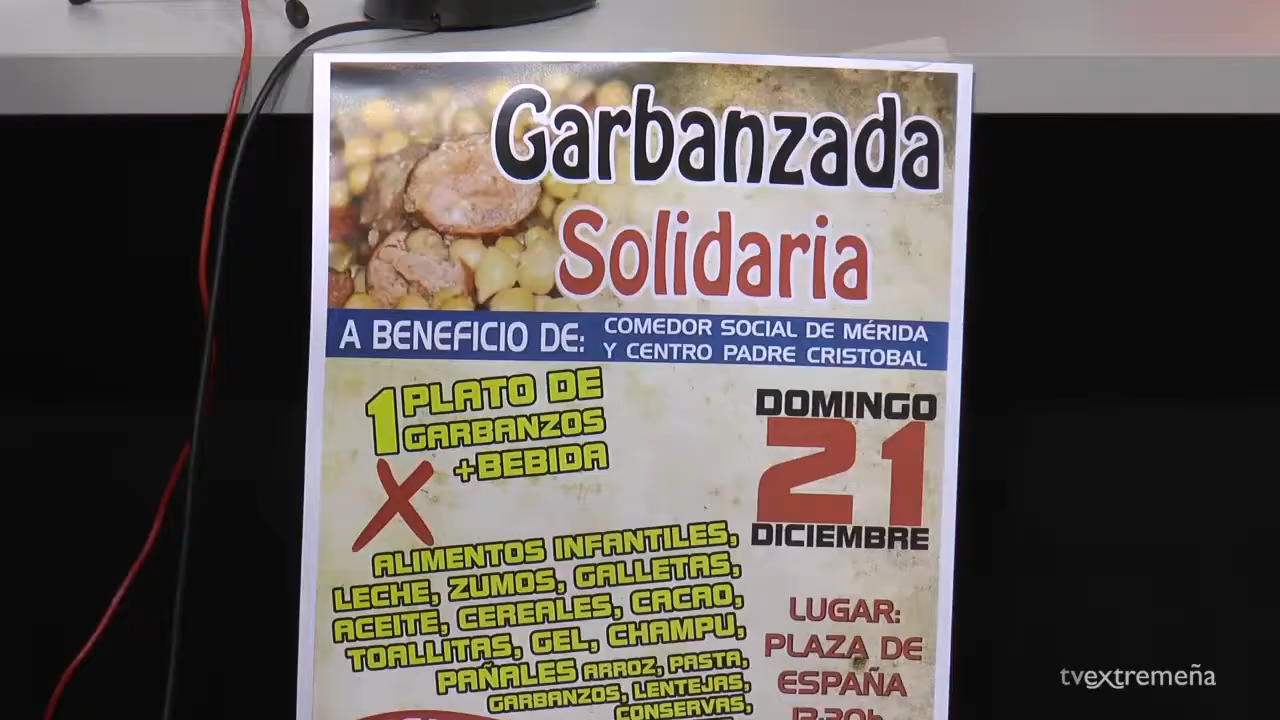 Garbanzada
Solidaria
A BENEFICIO DE:
COMEDOR SOCIAL DE MÉRIDA
Y CENTRO PADRE CRISTOBAL
1 PLATO DE
GARBANZOS
+BEBIDA
X
DOMINGO
21
DICIEMBRE
ALIMENTOS INFANTILES,
LECHE, ZUMOS, GALLETAS,
ACEITE, CEREALES, CACAO,
TOALLITAS, GEL, CHAMPU,
PAÑALES ARROZ, PASTA,
GARBANZOS, LENTEJAS,
CONSERVAS,
LUGAR:
PLAZA DE
ESPAÑA
tvextremeña